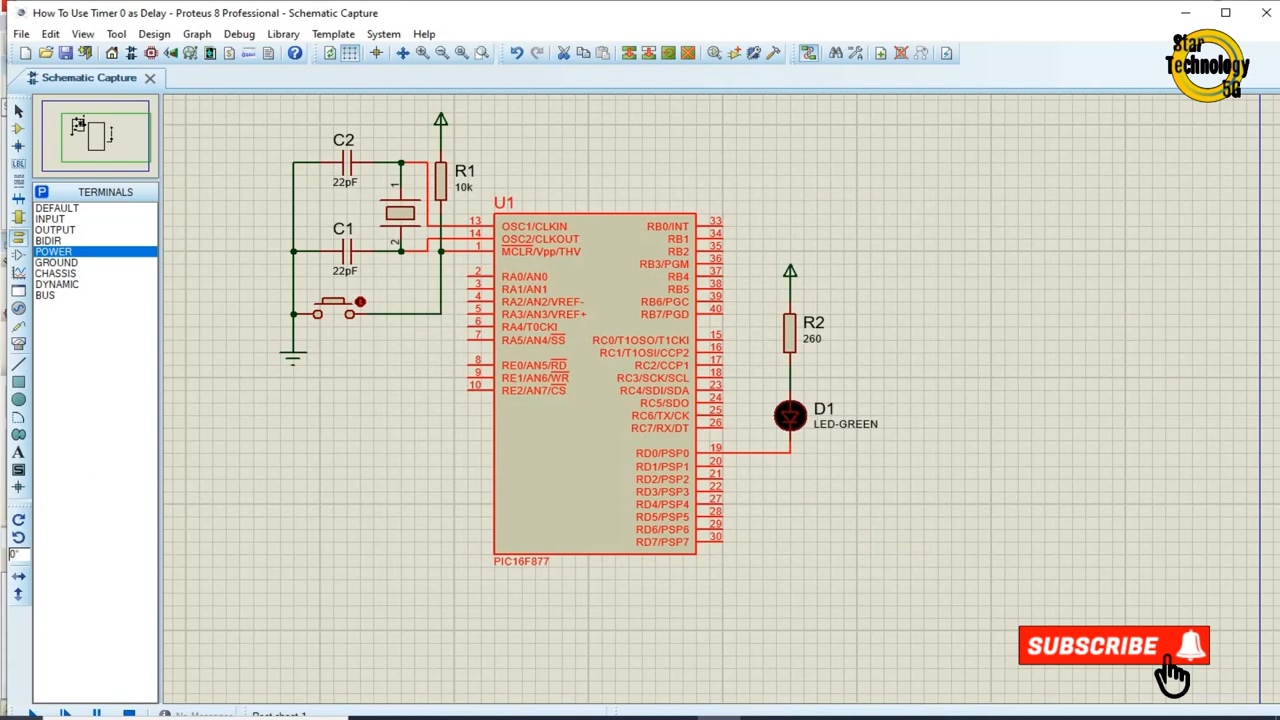 How To Use Timer 0 as Delay - Proteus 8 Professional - Schematic Capture
File Edit View Tool Design Graph Debug Library Template System Help
Star
Technology
5G
Schematic Capture
P TERMINALS
DEFAULT
INPUT
OUTPUT
BIDIR
POWER
GROUND
CHASSIS
DYNAMIC
BUS
LBL
A
S
0°
C2
22pF
1
2
C1
22pF
R1
10k
U1
13 OSC1/CLKIN
14 OSC2/CLKOUT
1 MCLR/Vpp/THV
2 RA0/AN0
3 RA1/AN1
4 RA2/AN2/VREF-
5 RA3/AN3/VREF+
6 RA4/T0CKI
7 RA5/AN4/SS
8 RE0/AN5/RD
9 RE1/AN6/WR
10 RE2/AN7/CS
RB0/INT 33
RB1 34
RB2 35
RB3/PGM 36
RB4 37
RB5 38
RB6/PGC 39
RB7/PGD 40
RC0/T1OSO/T1CKI 15
RC1/T1OSI/CCP2 16
RC2/CCP1 17
RC3/SCK/SCL 18
RC4/SDI/SDA 23
RC5/SDO 24
RC6/TX/CK 25
RC7/RX/DT 26
RD0/PSP0 19
RD1/PSP1 20
RD2/PSP2 21
RD3/PSP3 22
RD4/PSP4 27
RD5/PSP5 28
RD6/PSP6 29
RD7/PSP7 30
PIC16F877
R2
260
D1
LED-GREEN
SUBSCRIBE